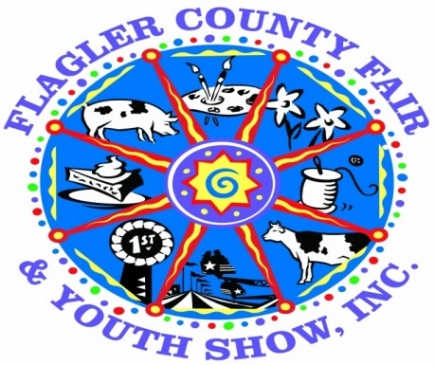 FLAGLER COUNTY FAIR
& YOUTH SHOW, INC.
1ST